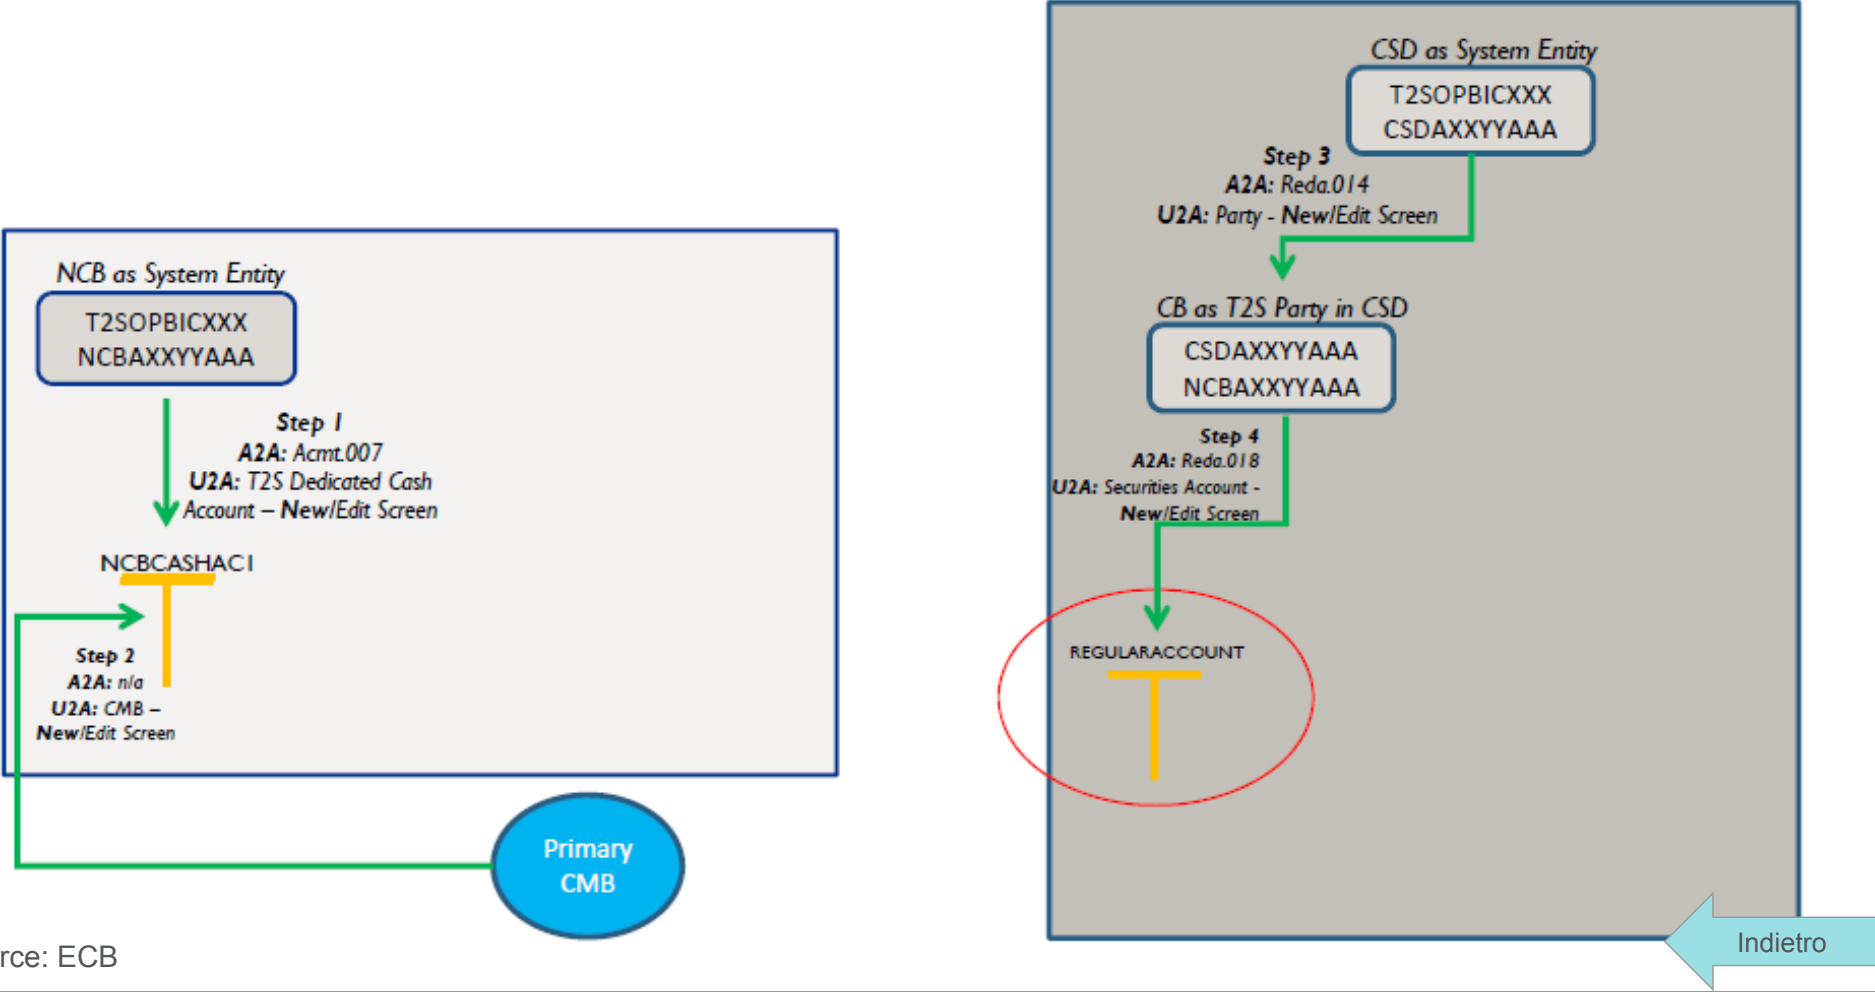 NCB as System Entity
T2SOPBICXXX
NCBAXXYYAAA
Step 1
A2A: Acmt.007
U2A: T2S Dedicated Cash
Account – New/Edit Screen
NCBCASHAC1
Step 2
A2A: n/a
U2A: CMB –
New/Edit Screen
Primary
CMB
CSD as System Entity
T2SOPBICXXX
CSDAXXYYAAA
Step 3
A2A: Reda.014
U2A: Party - New/Edit Screen
CB as T2S Party in CSD
CSDAXXYYAAA
NCBAXXYYAAA
Step 4
A2A: Reda.018
U2A: Securities Account -
New/Edit Screen
REGULARACCOUNT
Indietro
rce: ECB